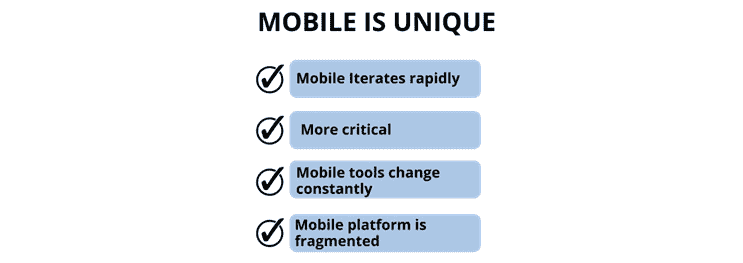 MOBILE IS UNIQUE
Mobile Iterates rapidly
More critical
Mobile tools change
constantly
Mobile platform is
fragmented